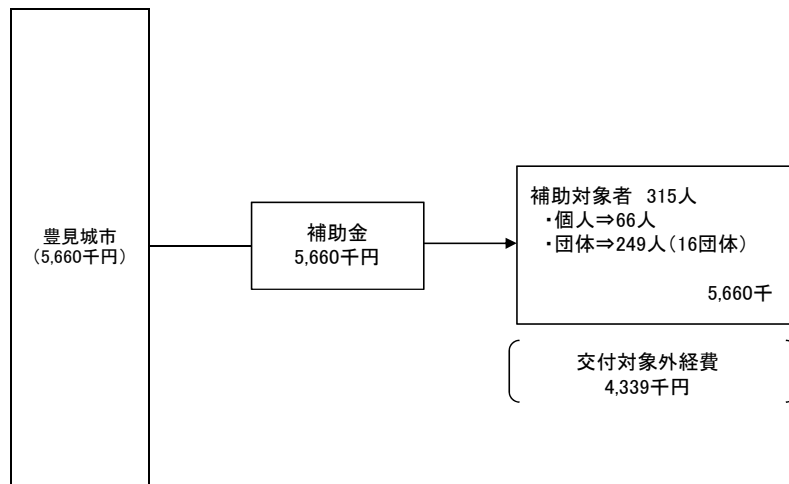 豊見城市
(5,660千円)
補助金
5,660千円
補助対象者 315人
・個人⇒66人
・団体⇒249人(16団体)
5,660千
交付対象外経費
4,339千円